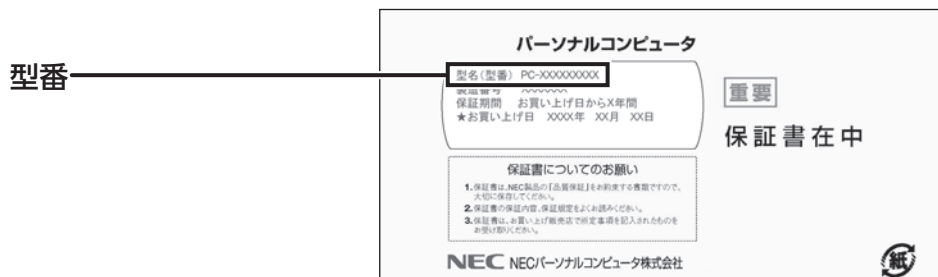 型番
パーソナルコンピュータ
型名(型番) PC-XXXXXXXXX
製造番号 XXXXXXX
保証期間 お買い上げ日からX年間
★お買い上げ日 XXXX年 XX月 XX日
重要
保証書在中
保証書についてのお願い
1.保証書は、NEC製品の「品質保証」をお約束する書類ですので、
大切に保存してください。
2.保証書の保証内容、保証規定をよくお読みください。
3.保証書は、お買い上げ販売店で所定事項を記入されたものを
お受け取りください。
NEC NECパーソナルコンピュータ株式会社
紙